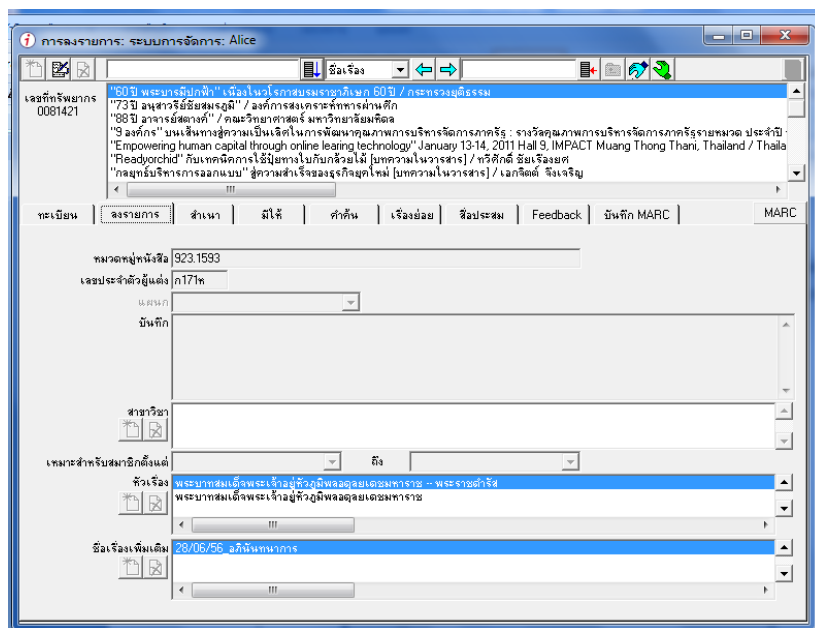 การลงรายการ: ระบบการจัดการ: Alice
ชื่อเรื่อง
เลขที่ทรัพยากร
0081421
"60 ปี พระบารมีปกฟ้า" เนื่องในวโรกาสบรมราชาภิเษก 60 ปี / กระทรวงยุติธรรม
"73 ปี อนุสาวรีย์ชัยสมรภูมิ" / องค์การสงเคราะห์ทหารผ่านศึก
"88 ปี อาจารย์สตางค์" / คณะวิทยาศาสตร์ มหาวิทยาลัยมหิดล
"9 องค์กร" บนเส้นทางสู่ความเป็นเลิศในการพัฒนาคุณภาพการบริหารจัดการภาครัฐ : รางวัลคุณภาพการบริหารจัดการภาครัฐรายหมวด ประจำปี
"Empowering human capital through online learing technology" January 13-14, 2011 Hall 9, IMPACT Muang Thong Thani, Thailand / Thaila
"Readyorchid" กับเทคนิคการใช้ปุ๋ยทางใบกับกล้วยไม้ [บทความในวารสาร] / ทวีศักดิ์ ชัยเรืองยศ
"กลยุทธ์บริหารการออกแบบ" สู่ความสำเร็จของธุรกิจยุคใหม่ [บทความในวารสาร] / เอกจิตต์ จึงเจริญ
ทะเบียน ลงรายการ สำเนา มีให้ คำค้น เรื่องย่อย สื่อประสม Feedback บันทึก MARC MARC
หมวดหมู่หนังสือ 923.1593
เลขประจำตัวผู้แต่ง ก171ห
แผนก
บันทึก
สาขาวิชา
เหมาะสำหรับสมาชิกตั้งแต่ ถึง
หัวเรื่อง พระบาทสมเด็จพระเจ้าอยู่หัวภูมิพลอดุลยเดชมหาราช -- พระราชดำรัส
พระบาทสมเด็จพระเจ้าอยู่หัวภูมิพลอดุลยเดชมหาราช
ชื่อเรื่องเพิ่มเติม 28/06/56_อภินันทนาการ